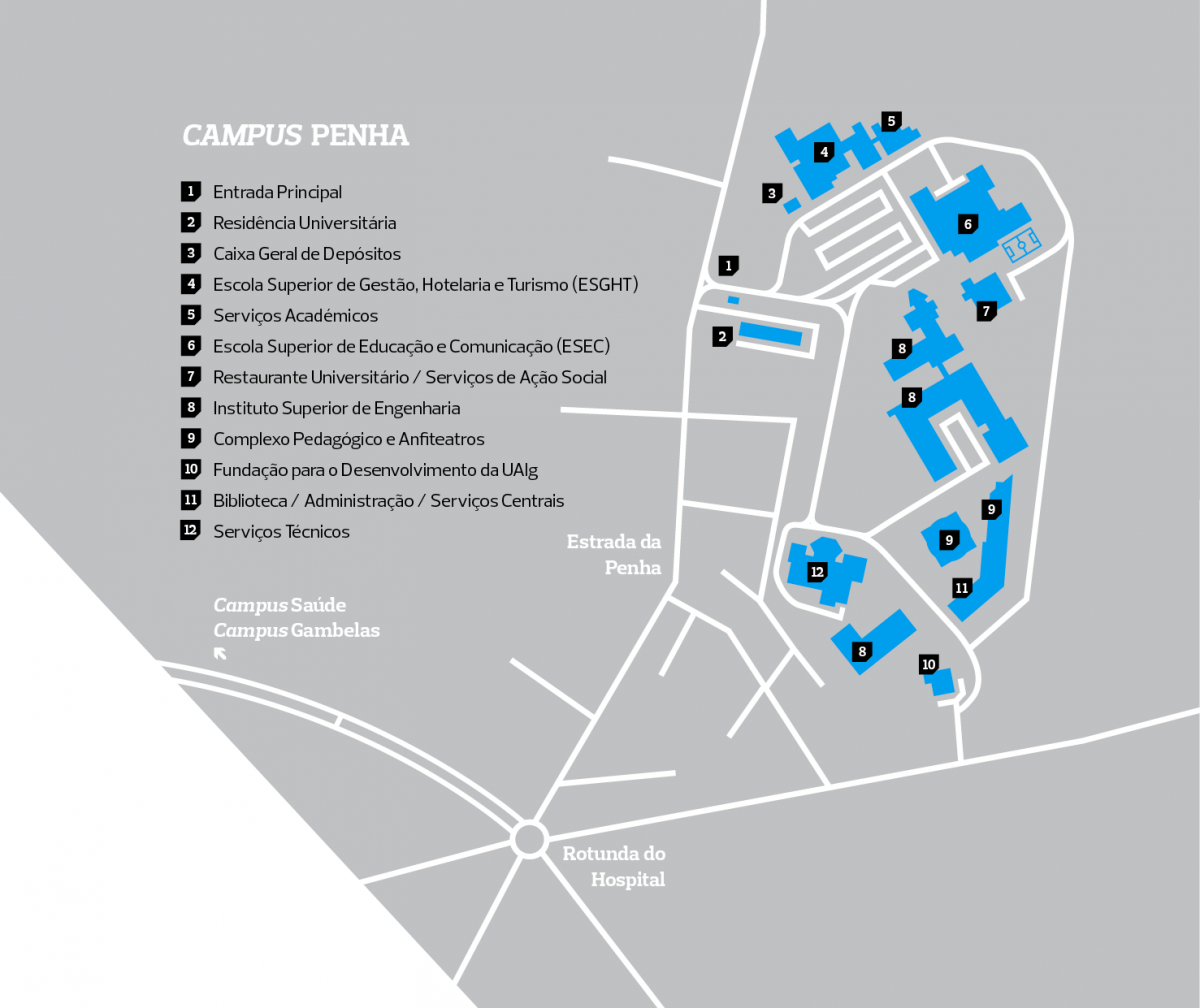 CAMPUS PENHA
1 Entrada Principal
2 Residência Universitária
3 Caixa Geral de Depósitos
4 Escola Superior de Gestão, Hotelaria e Turismo (ESGHT)
5 Serviços Académicos
6 Escola Superior de Educação e Comunicação (ESEC)
7 Restaurante Universitário / Serviços de Ação Social
8 Instituto Superior de Engenharia
9 Complexo Pedagógico e Anfiteatros
10 Fundação para o Desenvolvimento da UAlg
11 Biblioteca / Administração / Serviços Centrais
12 Serviços Técnicos
Campus Saúde
Campus Gambelas
Estrada da
Penha
Rotunda do
Hospital
5
4
3
6
1
7
2
8
8
9
9
12
11
8
10